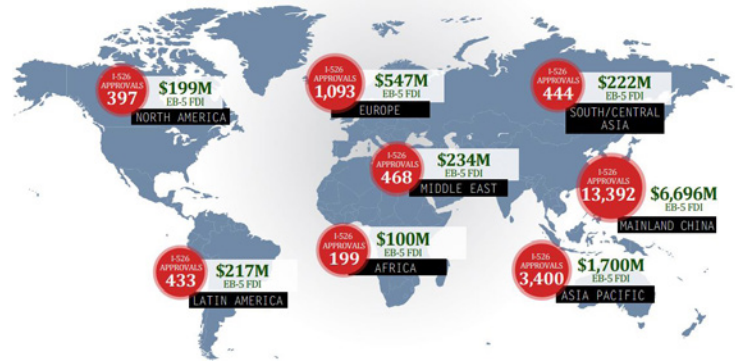 I-526
APPROVALS
397
$199M
EB-5 FDI
NORTH AMERICA
I-526
APPROVALS
1,093
$547M
EB-5 FDI
EUROPE
I-526
APPROVALS
444
$222M
EB-5 FDI
SOUTH/CENTRAL
ASIA
I-526
APPROVALS
468
$234M
EB-5 FDI
MIDDLE EAST
I-526
APPROVALS
13,392
$6,696M
EB-5 FDI
MAINLAND CHINA
I-526
APPROVALS
433
$217M
EB-5 FDI
LATIN AMERICA
I-526
APPROVALS
199
$100M
EB-5 FDI
AFRICA
I-526
APPROVALS
3,400
$1,700M
EB-5 FDI
ASIA PACIFIC